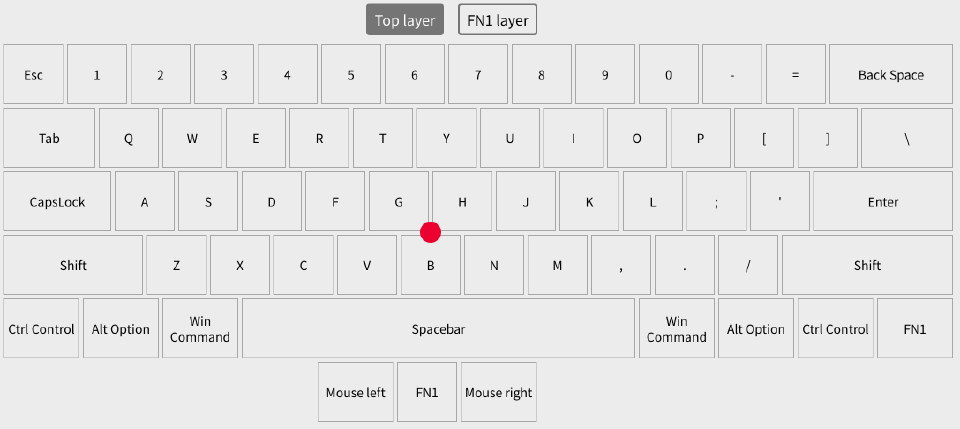 Top layer FN1 layer
Esc 1 2 3 4 5 6 7 8 9 0 - = Back Space
Tab Q W E R T Y U I O P [ ] \
CapsLock A S D F G H J K L ; ' Enter
Shift Z X C V B N M , . / Shift
Ctrl Control Alt Option Win Command Spacebar Win Command Alt Option Ctrl Control FN1
Mouse left FN1 Mouse right